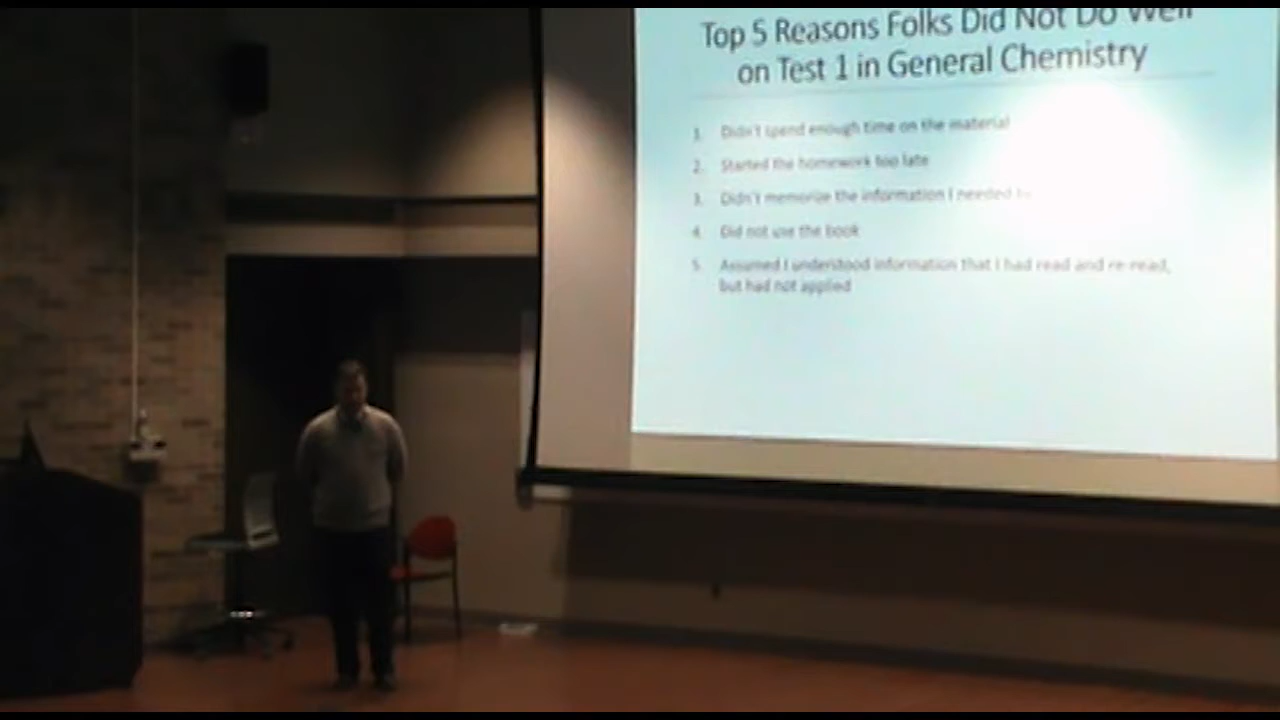 Top 5 Reasons Folks Did Not Do Well
on Test 1 in General Chemistry
1. Didn't spend enough time on the material
2. Started the homework too late
3. Didn't memorize the information I needed to
4. Did not use the book
5. Assumed I understood information that I had read and re-read,
but had not applied